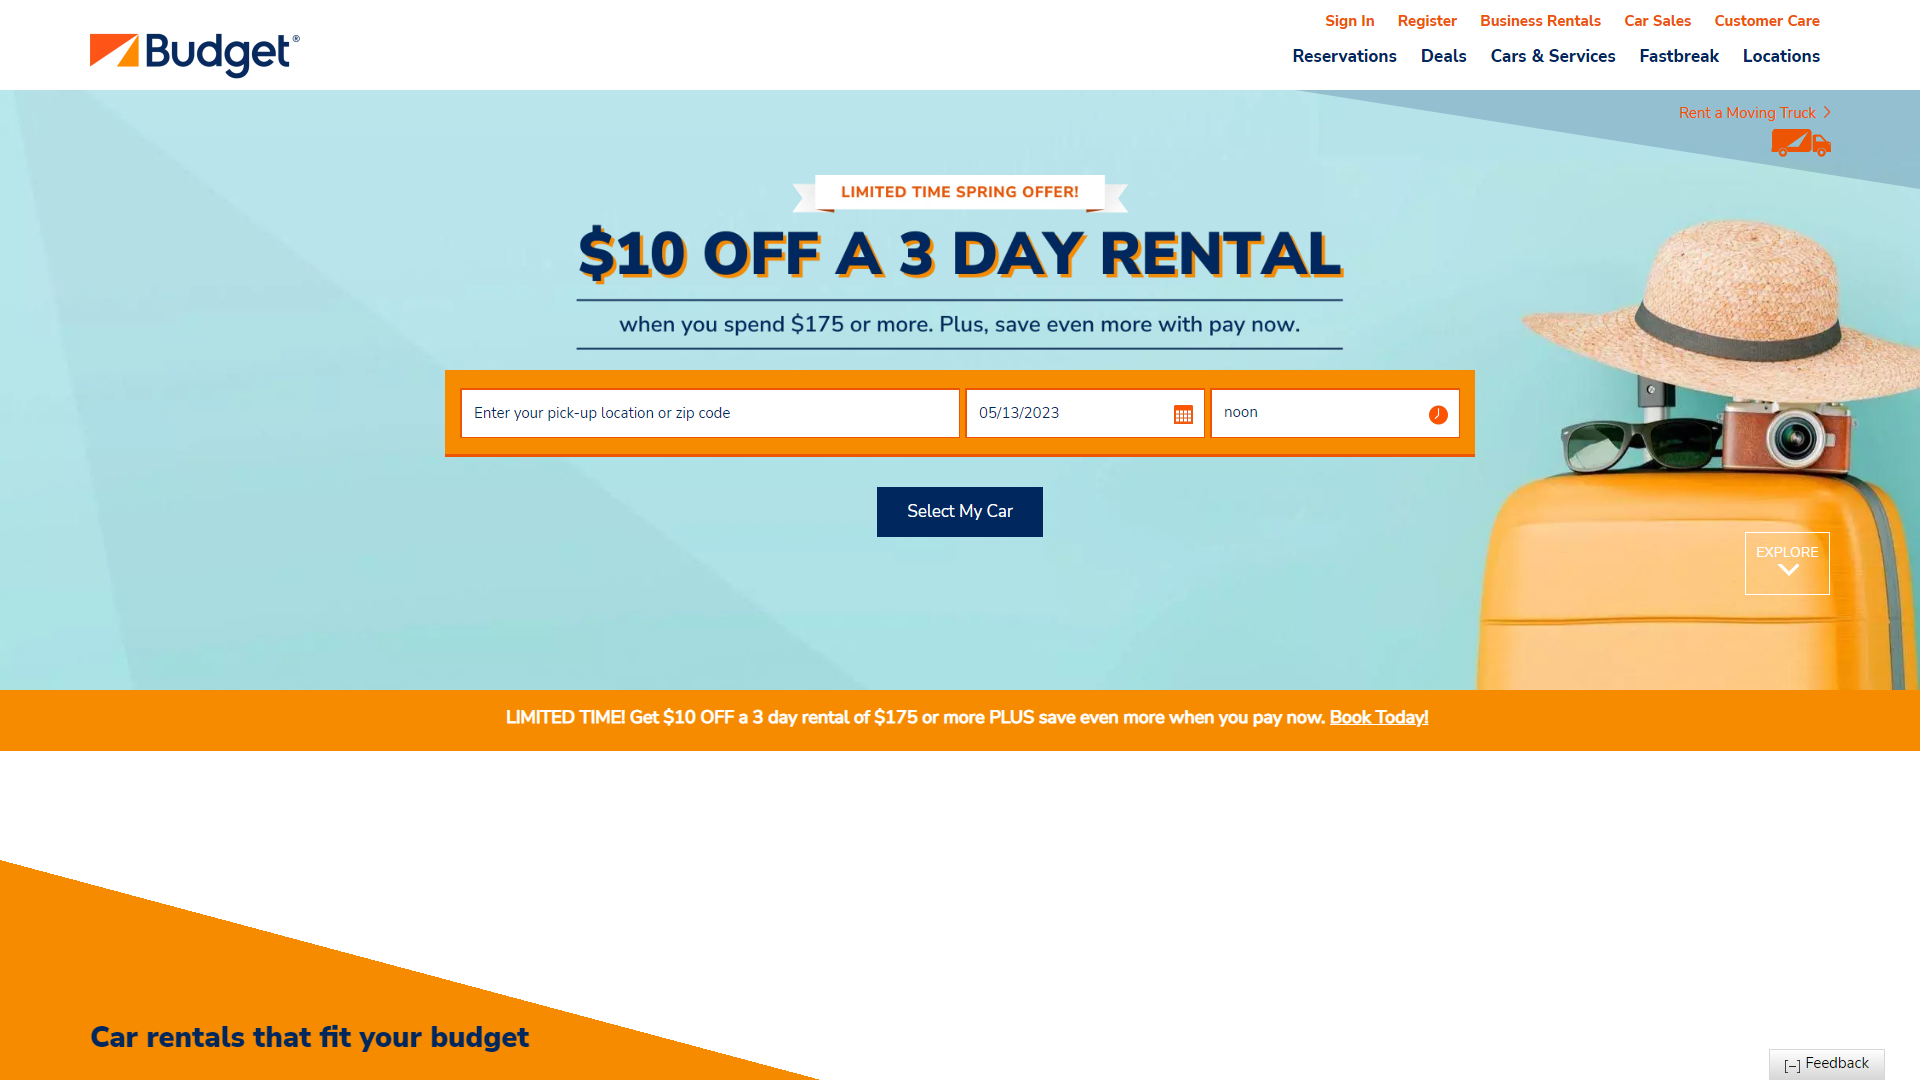 Budget®
Sign In Register Business Rentals Car Sales Customer Care
Reservations Deals Cars & Services Fastbreak Locations
Rent a Moving Truck
LIMITED TIME SPRING OFFER!
$10 OFF A 3 DAY RENTAL
when you spend $175 or more. Plus, save even more with pay now.
Enter your pick-up location or zip code 05/13/2023 noon
Select My Car
EXPLORE
LIMITED TIME! Get $10 OFF a 3 day rental of $175 or more PLUS save even more when you pay now. Book Today!
Car rentals that fit your budget
[–] Feedback